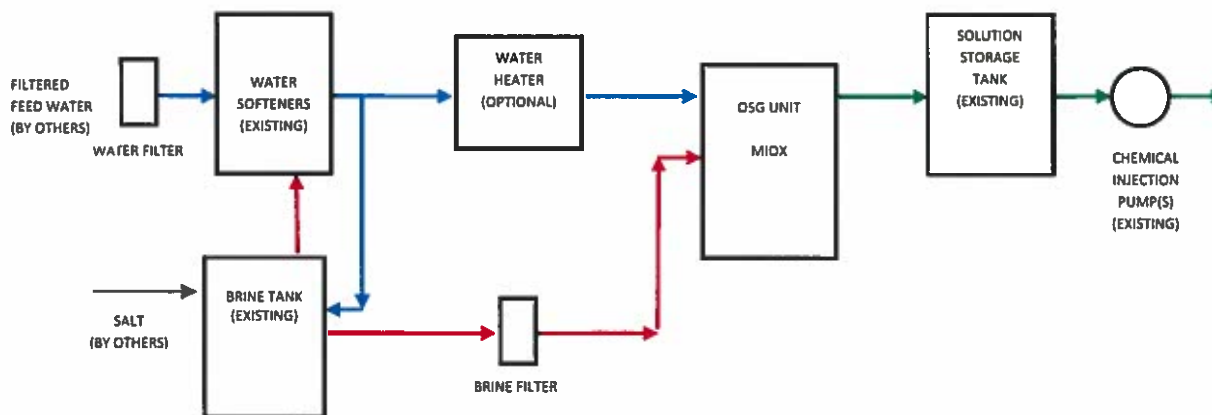 FILTERED
FEED WATER
(BY OTHERS)
WATER FILTER
WATER
SOFTENERS
(EXISTING)
WATER
HEATER
(OPTIONAL)
OSG UNIT
MIOX
SOLUTION
STORAGE
TANK
(EXISTING)
CHEMICAL
INJECTION
PUMP(S)
(EXISTING)
SALT
(BY OTHERS)
BRINE TANK
(EXISTING)
BRINE FILTER